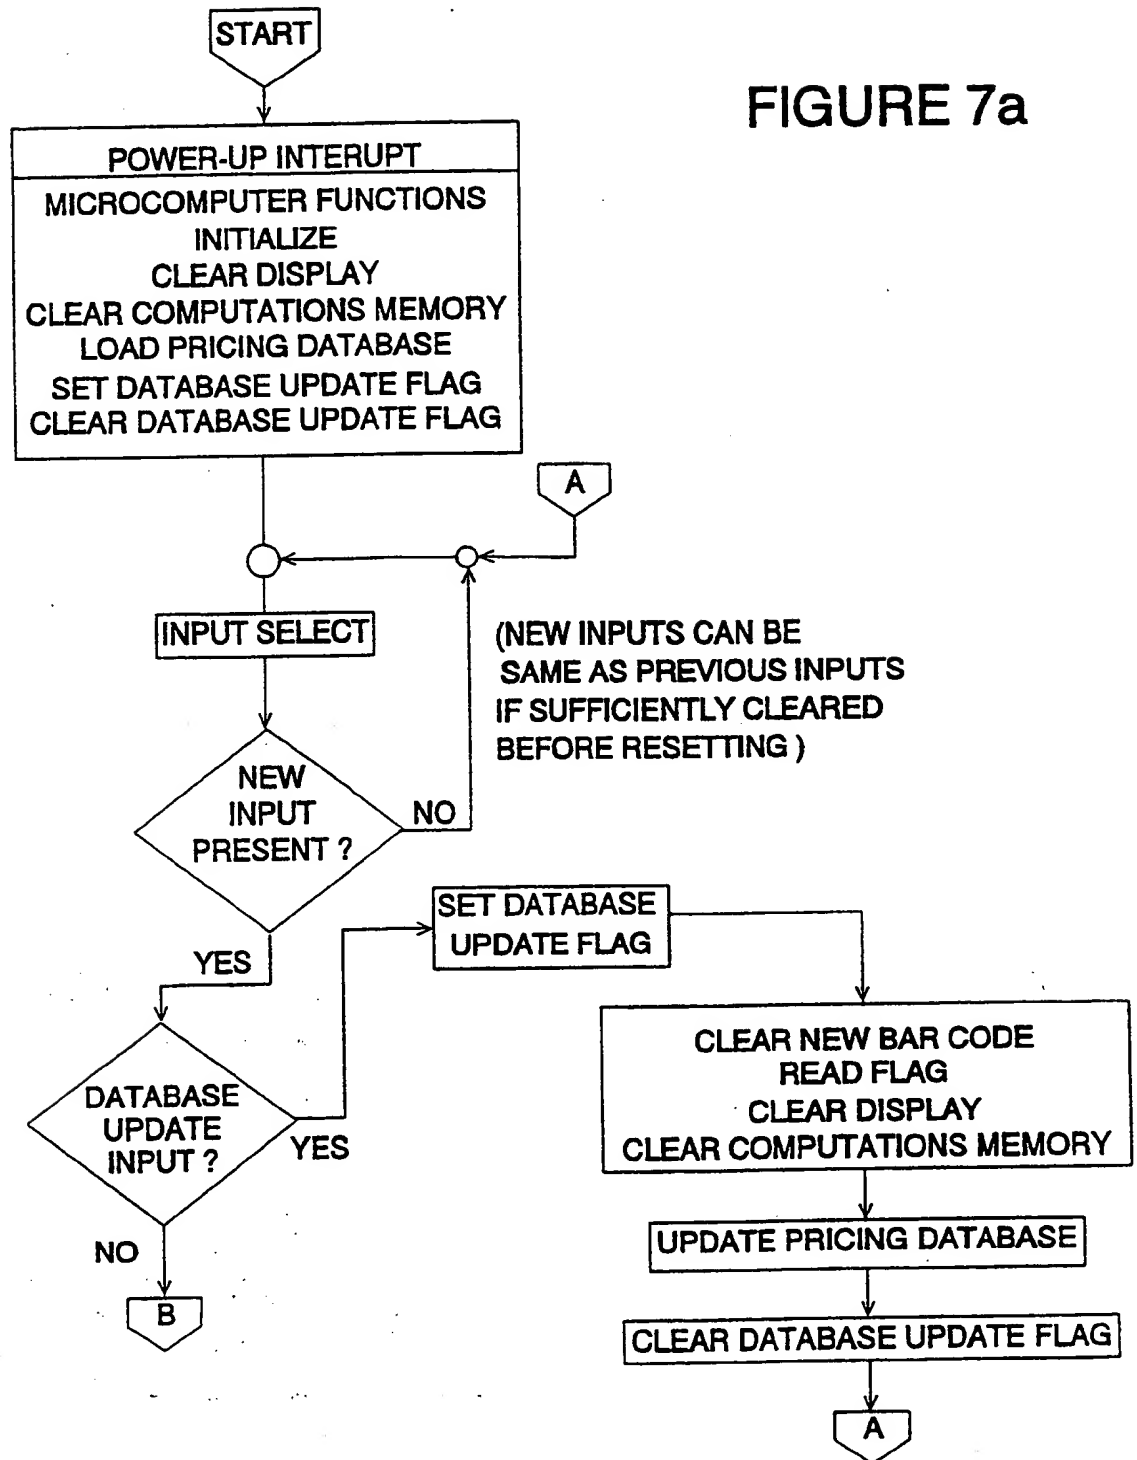 START
FIGURE 7a
POWER-UP INTERUPT
MICROCOMPUTER FUNCTIONS
INITIALIZE
CLEAR DISPLAY
CLEAR COMPUTATIONS MEMORY
LOAD PRICING DATABASE
SET DATABASE UPDATE FLAG
CLEAR DATABASE UPDATE FLAG
A
INPUT SELECT
(NEW INPUTS CAN BE
SAME AS PREVIOUS INPUTS
IF SUFFICIENTLY CLEARED
BEFORE RESETTING )
NEW
INPUT
PRESENT ?
NO
YES
SET DATABASE
UPDATE FLAG
DATABASE
UPDATE
INPUT ?
YES
NO
B
CLEAR NEW BAR CODE
READ FLAG
CLEAR DISPLAY
CLEAR COMPUTATIONS MEMORY
UPDATE PRICING DATABASE
CLEAR DATABASE UPDATE FLAG
A